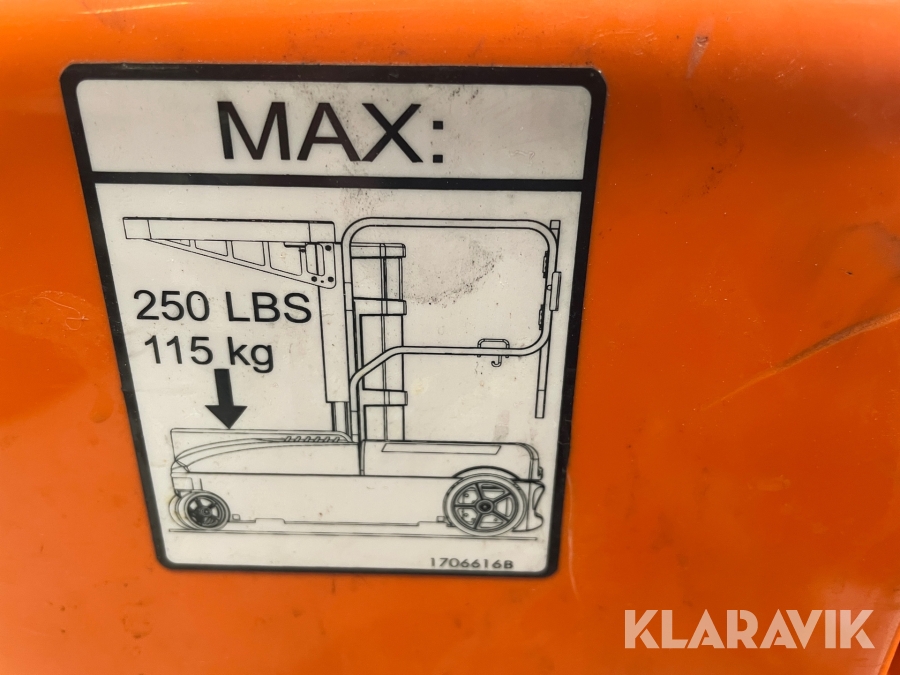 MAX:
250 LBS
115 kg
1706616B
KLARAVIK